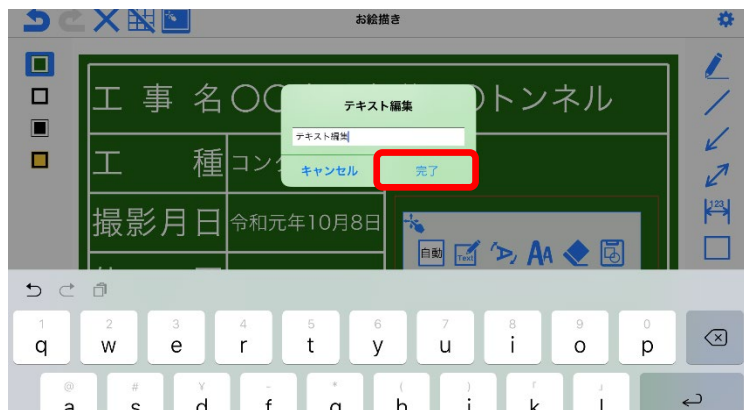 お絵描き
工事名〇〇 のトンネル
テキスト編集
テキスト編集
キャンセル 完了
工種 コンク
撮影月日 令和元年10月8日
自動 Text AA
123
1 2 3 4 5 6 7 8 9 0
q w e r t y u i o p
@ # ¥ - * ( ) 「 」
a s d f g h j k l